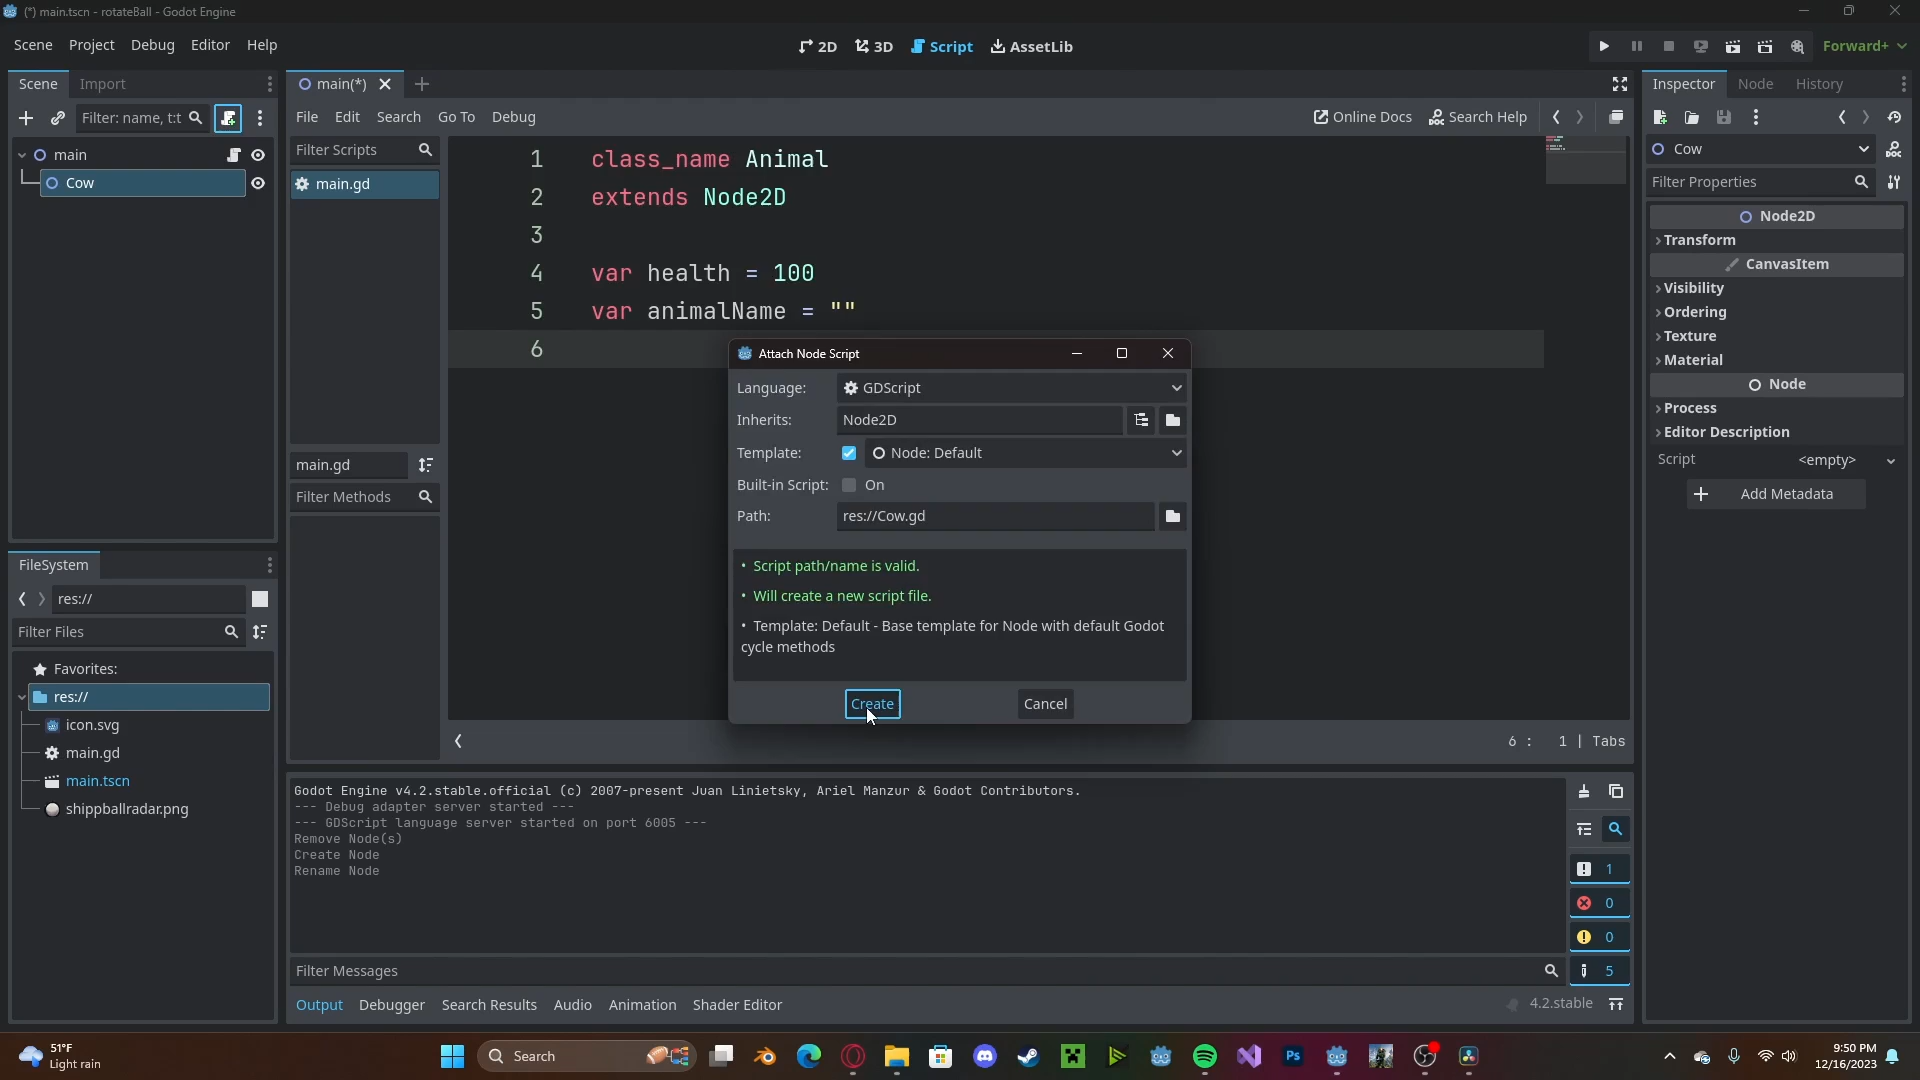 (*) main.tscn - rotateBall - Godot Engine
Scene Project Debug Editor Help
2D 3D Script AssetLib
Forward+
Scene Import
Filter: name, t:t
main
Cow
main(*)
File Edit Search Go To Debug
Online Docs Search Help
Filter Scripts
main.gd
main.gd
Filter Methods
1 class_name Animal
2 extends Node2D
3
4 var health = 100
5 var animalName = ""
6
Attach Node Script
Language: GDScript
Inherits: Node2D
Template: Node: Default
Built-in Script: On
Path: res://Cow.gd
• Script path/name is valid.
• Will create a new script file.
• Template: Default - Base template for Node with default Godot
cycle methods
Create Cancel
6 : 1 | Tabs
Inspector Node History
Cow
Filter Properties
Node2D
Transform
CanvasItem
Visibility
Ordering
Texture
Material
Node
Process
Editor Description
Script <empty>
Add Metadata
FileSystem
res://
Filter Files
Favorites:
res://
icon.svg
main.gd
main.tscn
shippballradar.png
Godot Engine v4.2.stable.official (c) 2007-present Juan Linietsky, Ariel Manzur & Godot Contributors.
--- Debug adapter server started ---
--- GDScript language server started on port 6005 ---
Remove Node(s)
Create Node
Rename Node
1
0
0
5
Filter Messages
Output Debugger Search Results Audio Animation Shader Editor
4.2.stable
51°F
Light rain
Search
Ps
9:50 PM
12/16/2023